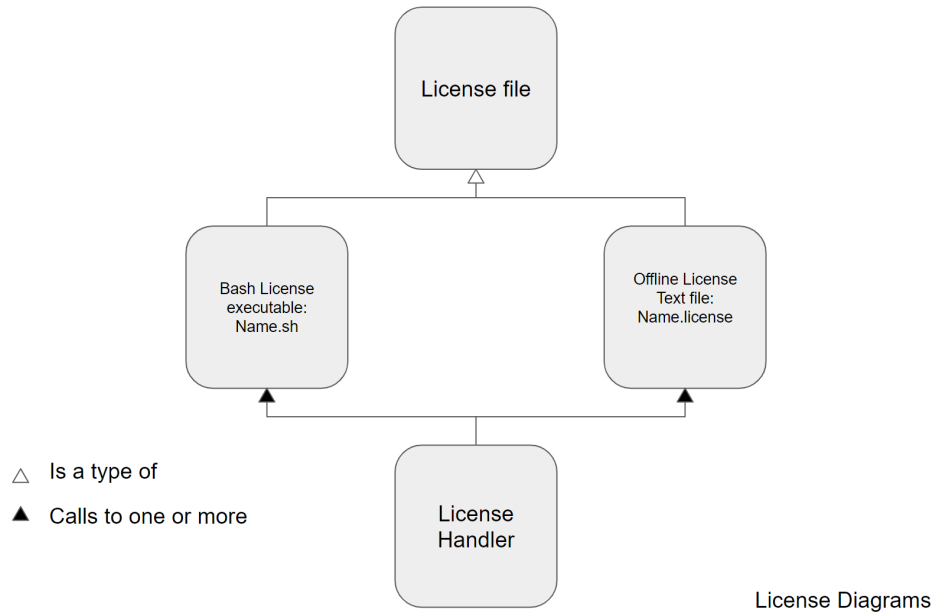 License file
Bash License
executable:
Name.sh
Offline License
Text file:
Name.license
Is a type of
Calls to one or more
License
Handler
License Diagrams